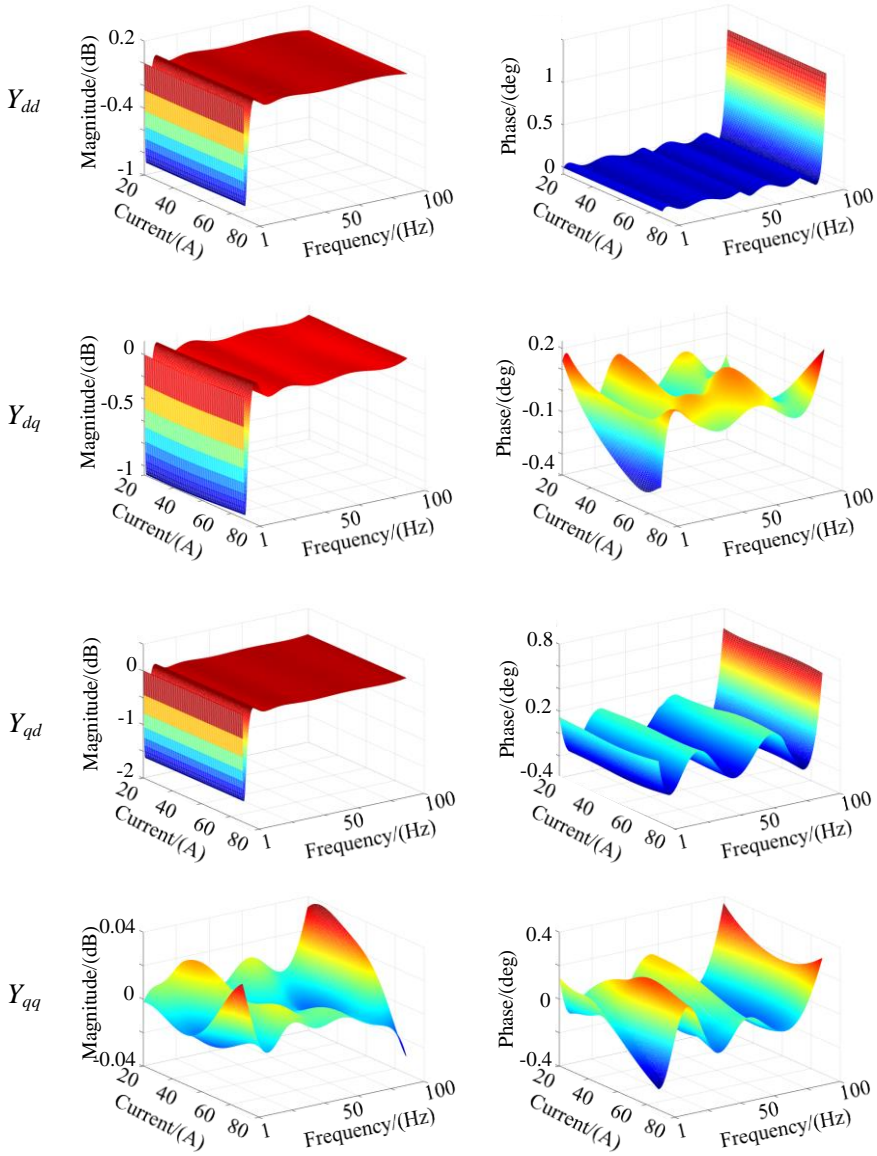 Y_dd
Magnitude/(dB)
0.2
-0.4
-1
20
40
60
80
Current/(A)
1
50
100
Frequency/(Hz)
Phase/(deg)
1
0.5
0
20
40
60
80
Current/(A)
1
50
100
Frequency/(Hz)
Y_dq
Magnitude/(dB)
0
-0.5
-1
20
40
60
80
Current/(A)
1
50
100
Frequency/(Hz)
Phase/(deg)
0.2
-0.1
-0.4
20
40
60
80
Current/(A)
1
50
100
Frequency/(Hz)
Y_qd
Magnitude/(dB)
0
-1
-2
20
40
60
80
Current/(A)
1
50
100
Frequency/(Hz)
Phase/(deg)
0.8
0.2
-0.4
20
40
60
80
Current/(A)
1
50
100
Frequency/(Hz)
Y_qq
Magnitude/(dB)
0.04
0
-0.04
20
40
60
80
Current/(A)
1
50
100
Frequency/(Hz)
Phase/(deg)
0.4
0
-0.4
20
40
60
80
Current/(A)
1
50
100
Frequency/(Hz)